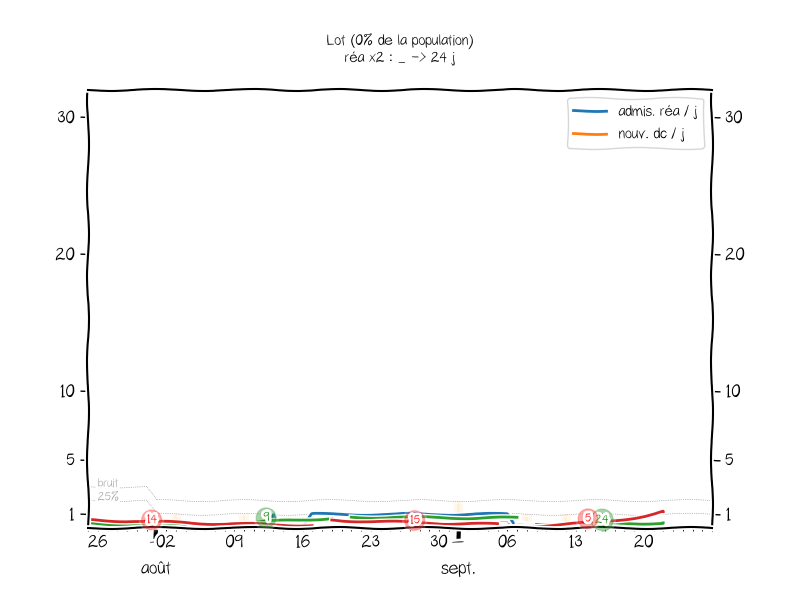 Lot (0% de la population)
réa x2 : _ -> 24 j
admis. réa / j
nouv. dc / j
30 30
20 20
10 10
5 5
bruit
25%
1 1
14 9 15 5 24
26 02 09 16 23 30 06 13 20
août sept.